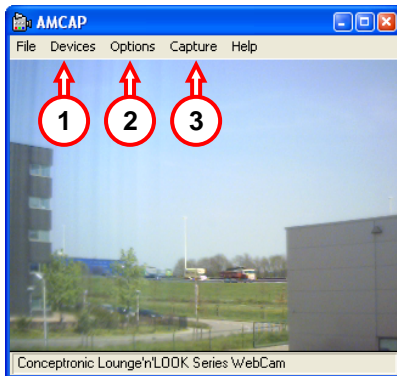 AMCAP
File Devices Options Capture Help
1 2 3
Conceptronic Lounge'n'LOOK Series WebCam